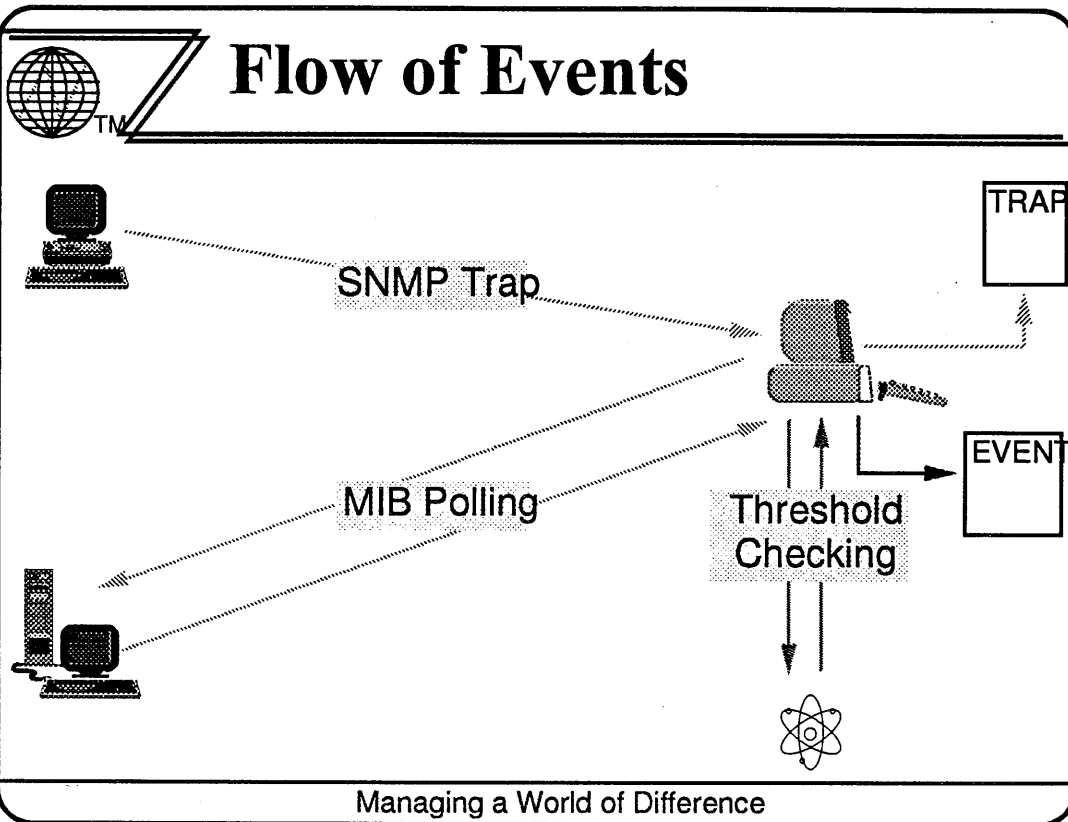 Flow of Events
TM
TRAP
SNMP Trap
EVENT
MIB Polling
Threshold
Checking
Managing a World of Difference